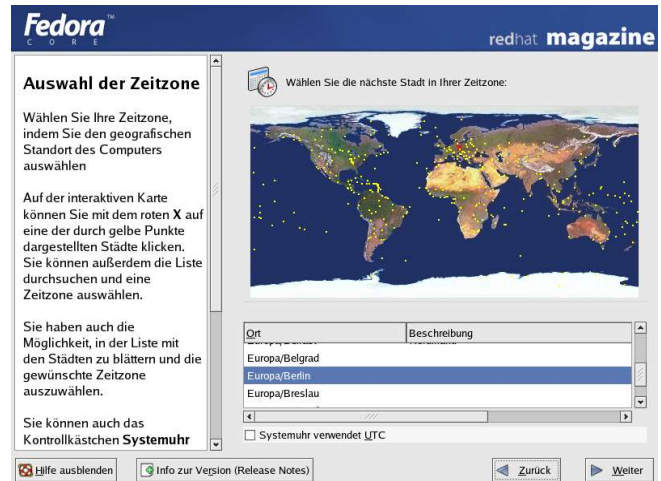 Fedora™
CORE
redhat magazine
Auswahl der Zeitzone
Wählen Sie Ihre Zeitzone,
indem Sie den geografischen
Standort des Computers
auswählen
Auf der interaktiven Karte
können Sie mit dem roten X auf
eine der durch gelbe Punkte
dargestellten Städte klicken.
Sie können außerdem die Liste
durchsuchen und eine
Zeitzone auswählen.
Sie haben auch die
Möglichkeit, in der Liste mit
den Städten zu blättern und die
gewünschte Zeitzone
auszuwählen.
Sie können auch das
Kontrollkästchen Systemuhr
Wählen Sie die nächste Stadt in Ihrer Zeitzone:
Ort Beschreibung
Europa/Belgrad
Europa/Berlin
Europa/Breslau
Systemuhr verwendet UTC
Hilfe ausblenden
Info zur Version (Release Notes)
Zurück
Weiter